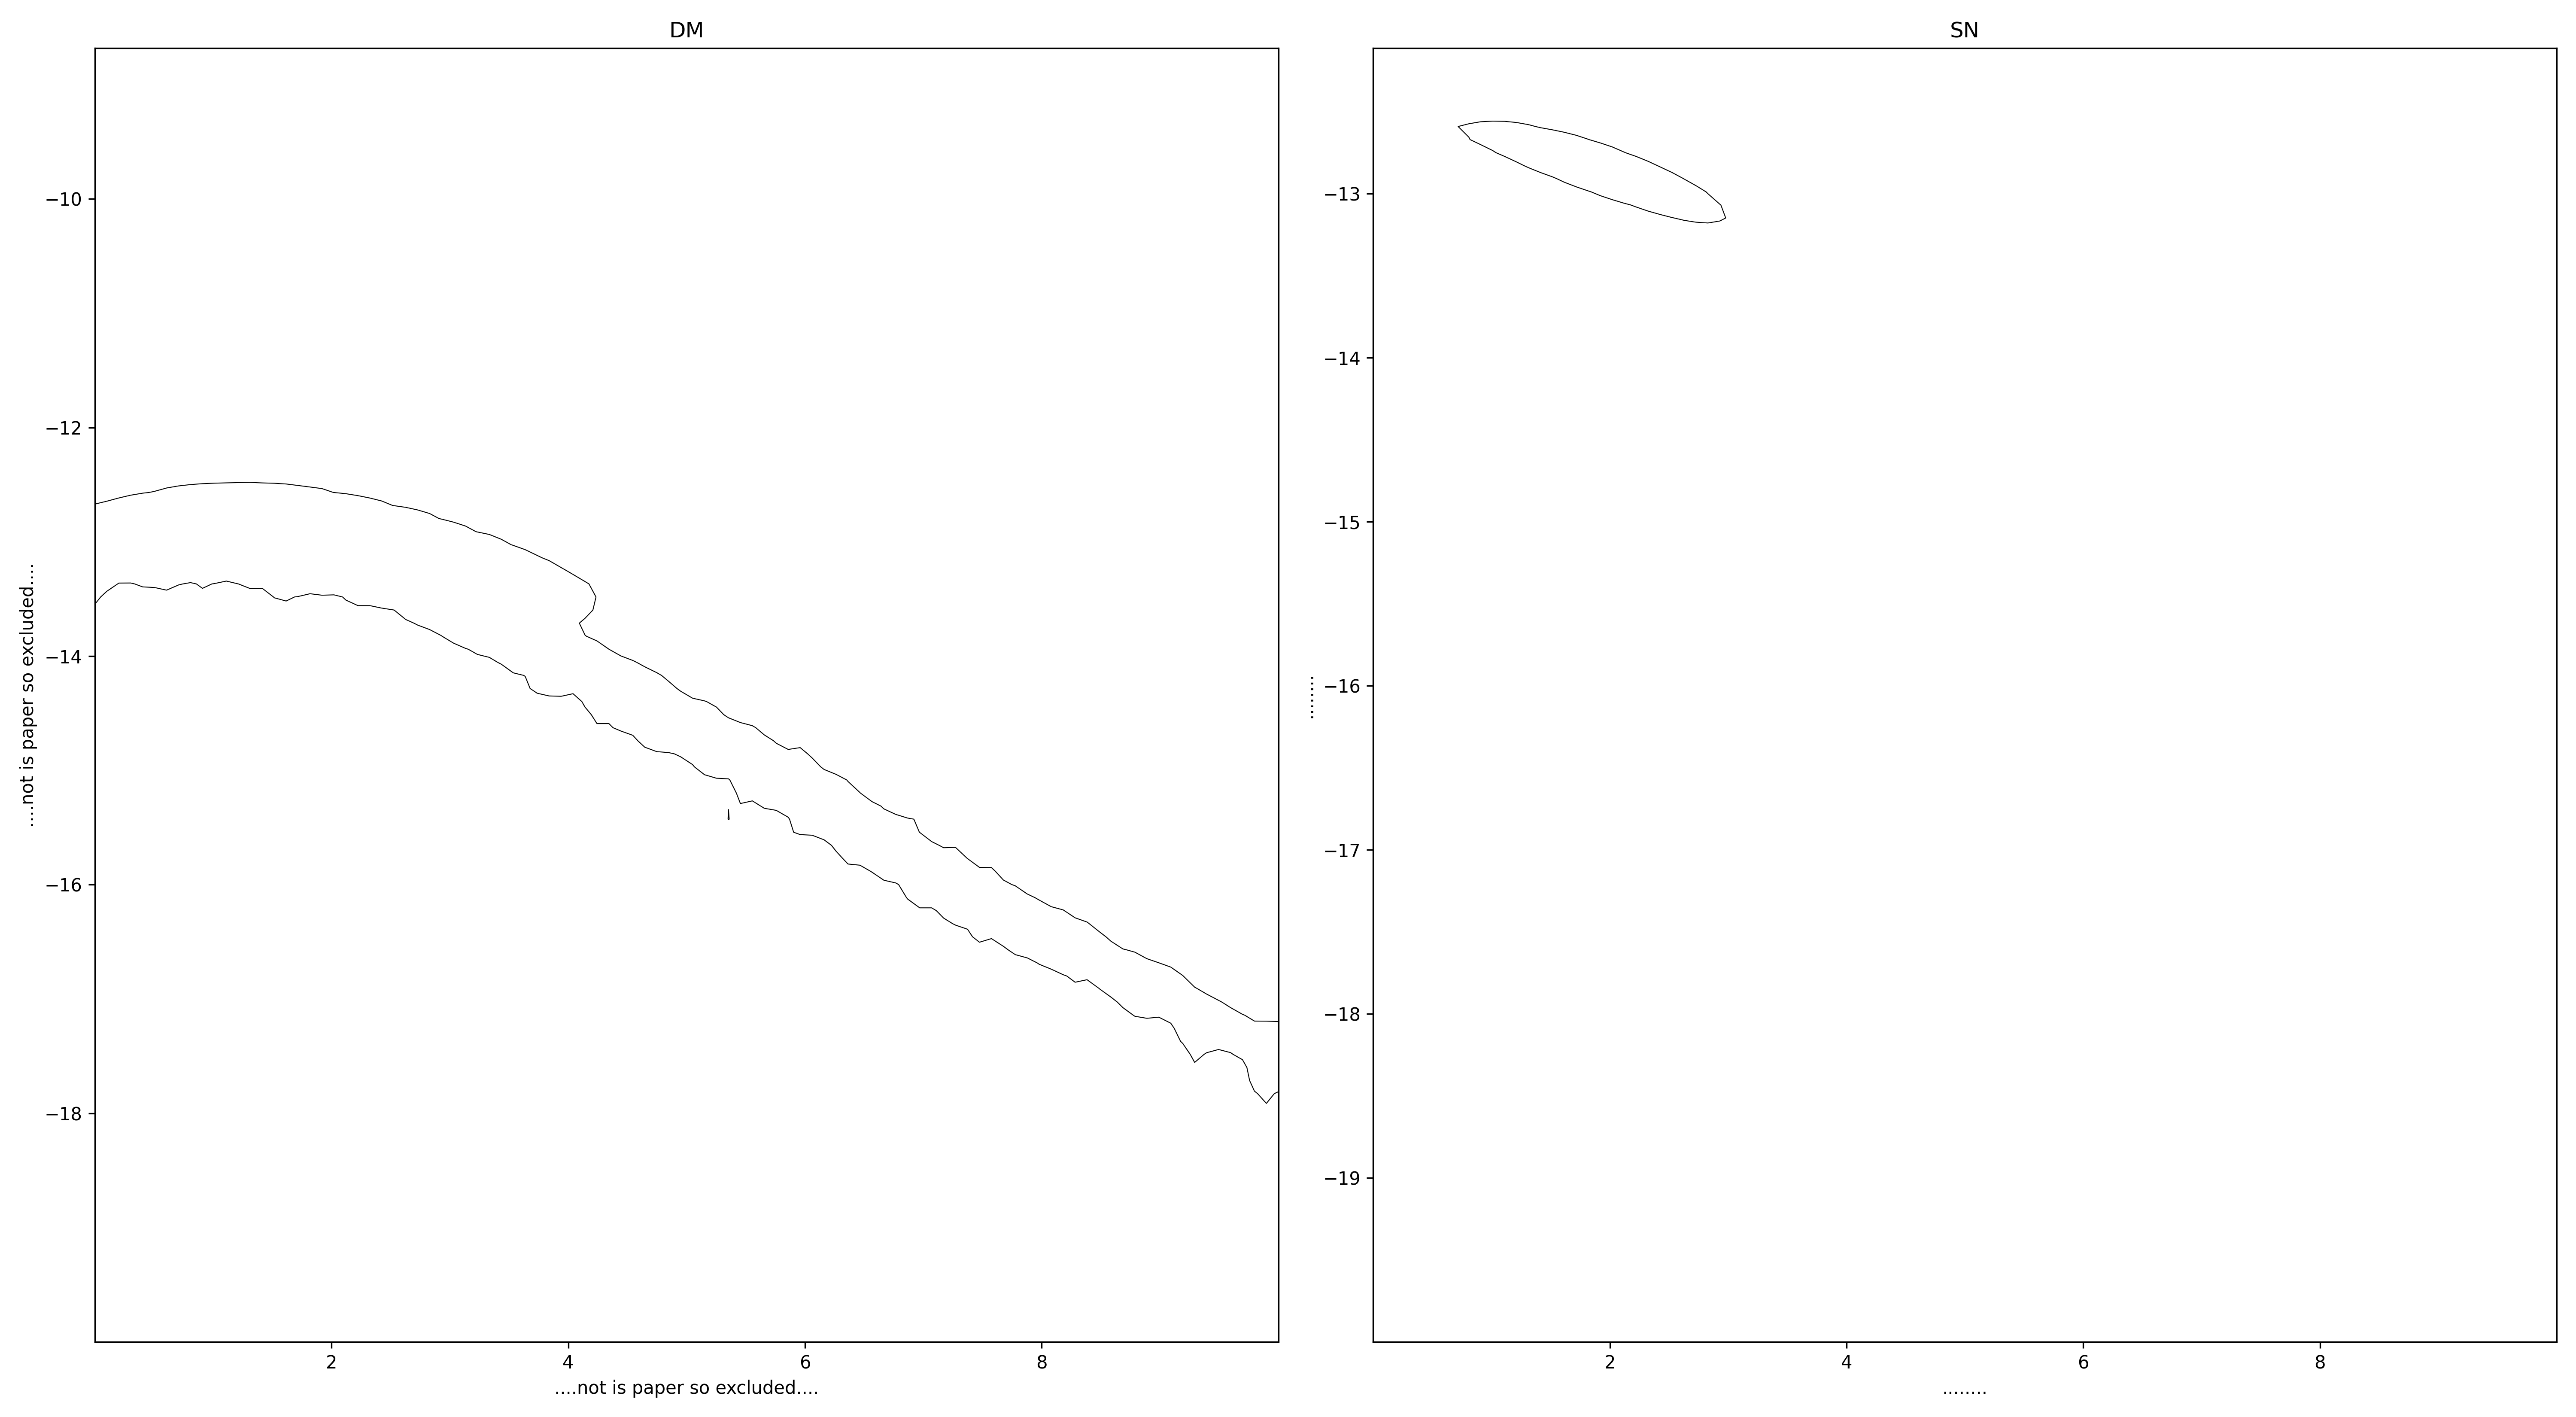 DM
−10
−12
−14
−16
−18
....not is paper so excluded....
2 4 6 8
....not is paper so excluded....
SN
−13
−14
−15
−16
−17
−18
−19
........
2 4 6 8
........